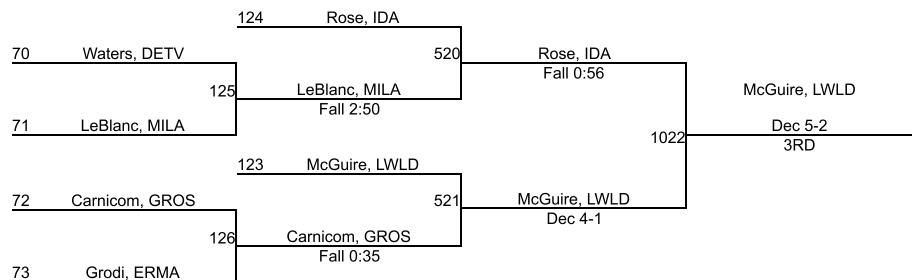 124 Rose, IDA
70 Waters, DETV
520 Rose, IDA
Fall 0:56
125 LeBlanc, MILA
Fall 2:50
McGuire, LWLD
71 LeBlanc, MILA
Dec 5-2
1022
3RD
123 McGuire, LWLD
72 Carnicom, GROS
521 McGuire, LWLD
Dec 4-1
126 Carnicom, GROS
Fall 0:35
73 Grodi, ERMA